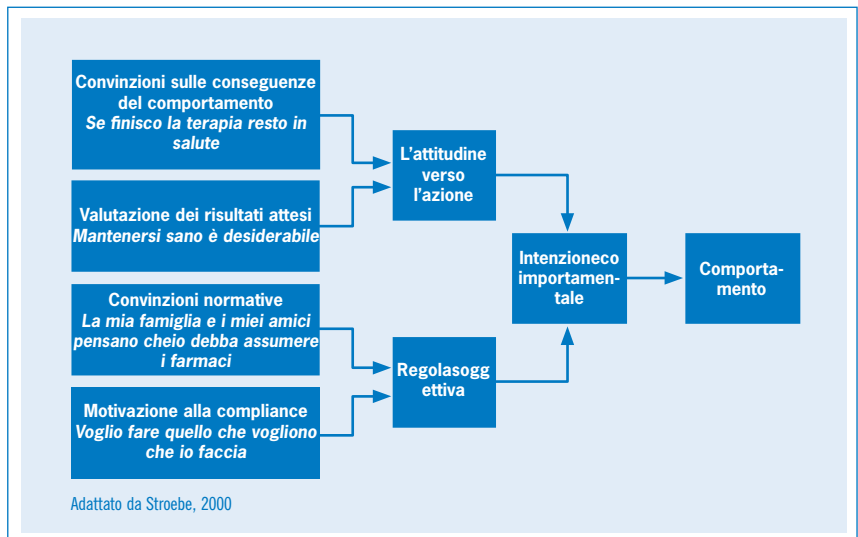 Convinzioni sulle conseguenze
del comportamento
Se finisco la terapia resto in
salute
Valutazione dei risultati attesi
Mantenersi sano è desiderabile
Convinzioni normative
La mia famiglia e i miei amici
pensano cheio debba assumere
i farmaci
Motivazione alla compliance
Voglio fare quello che vogliono
che io faccia
L'attitudine
verso
l'azione
Regolasogg
ettiva
Intenzioneco
importamen-
tale
Comporta-
mento
Adattato da Stroebe, 2000